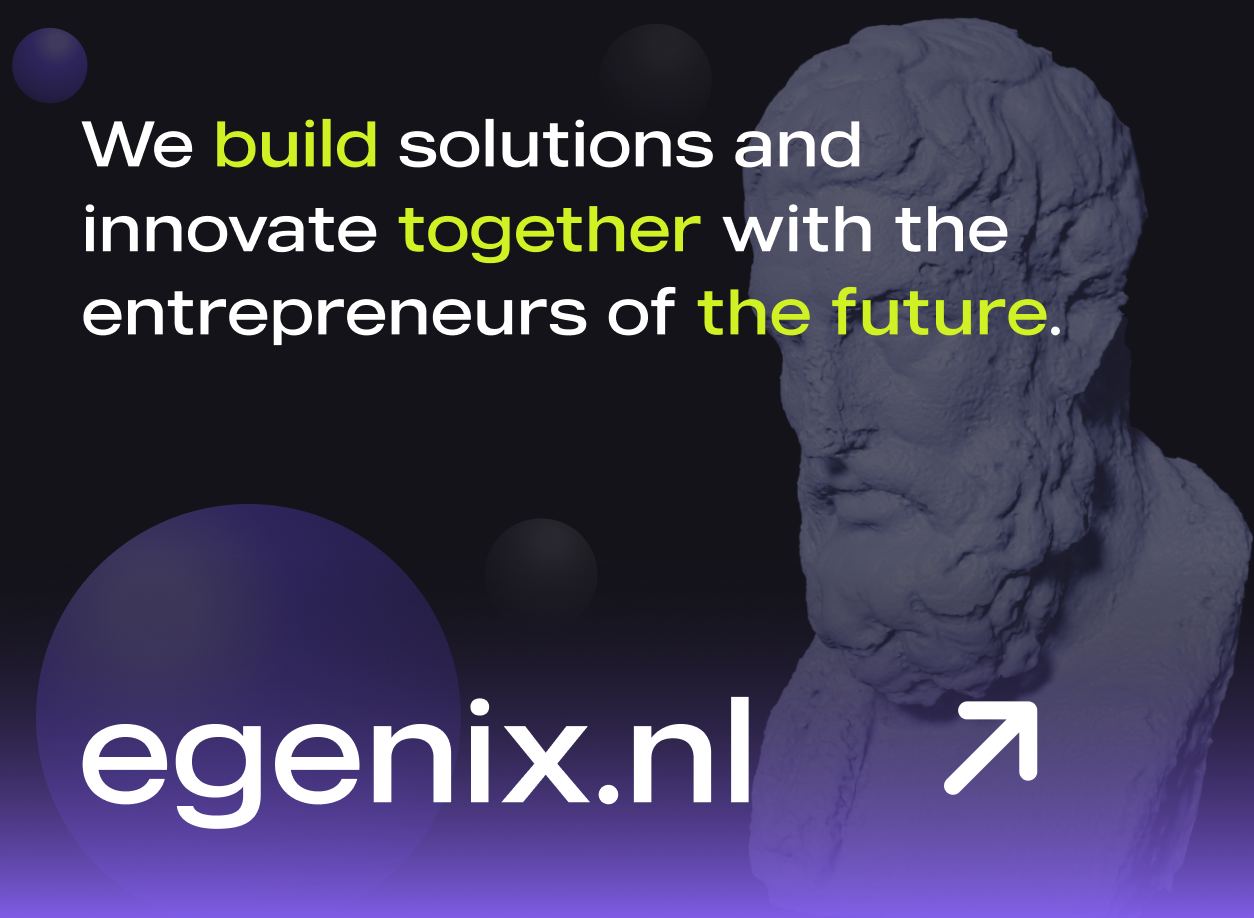 We build solutions and
innovate together with the
entrepreneurs of the future.
egenix.nl